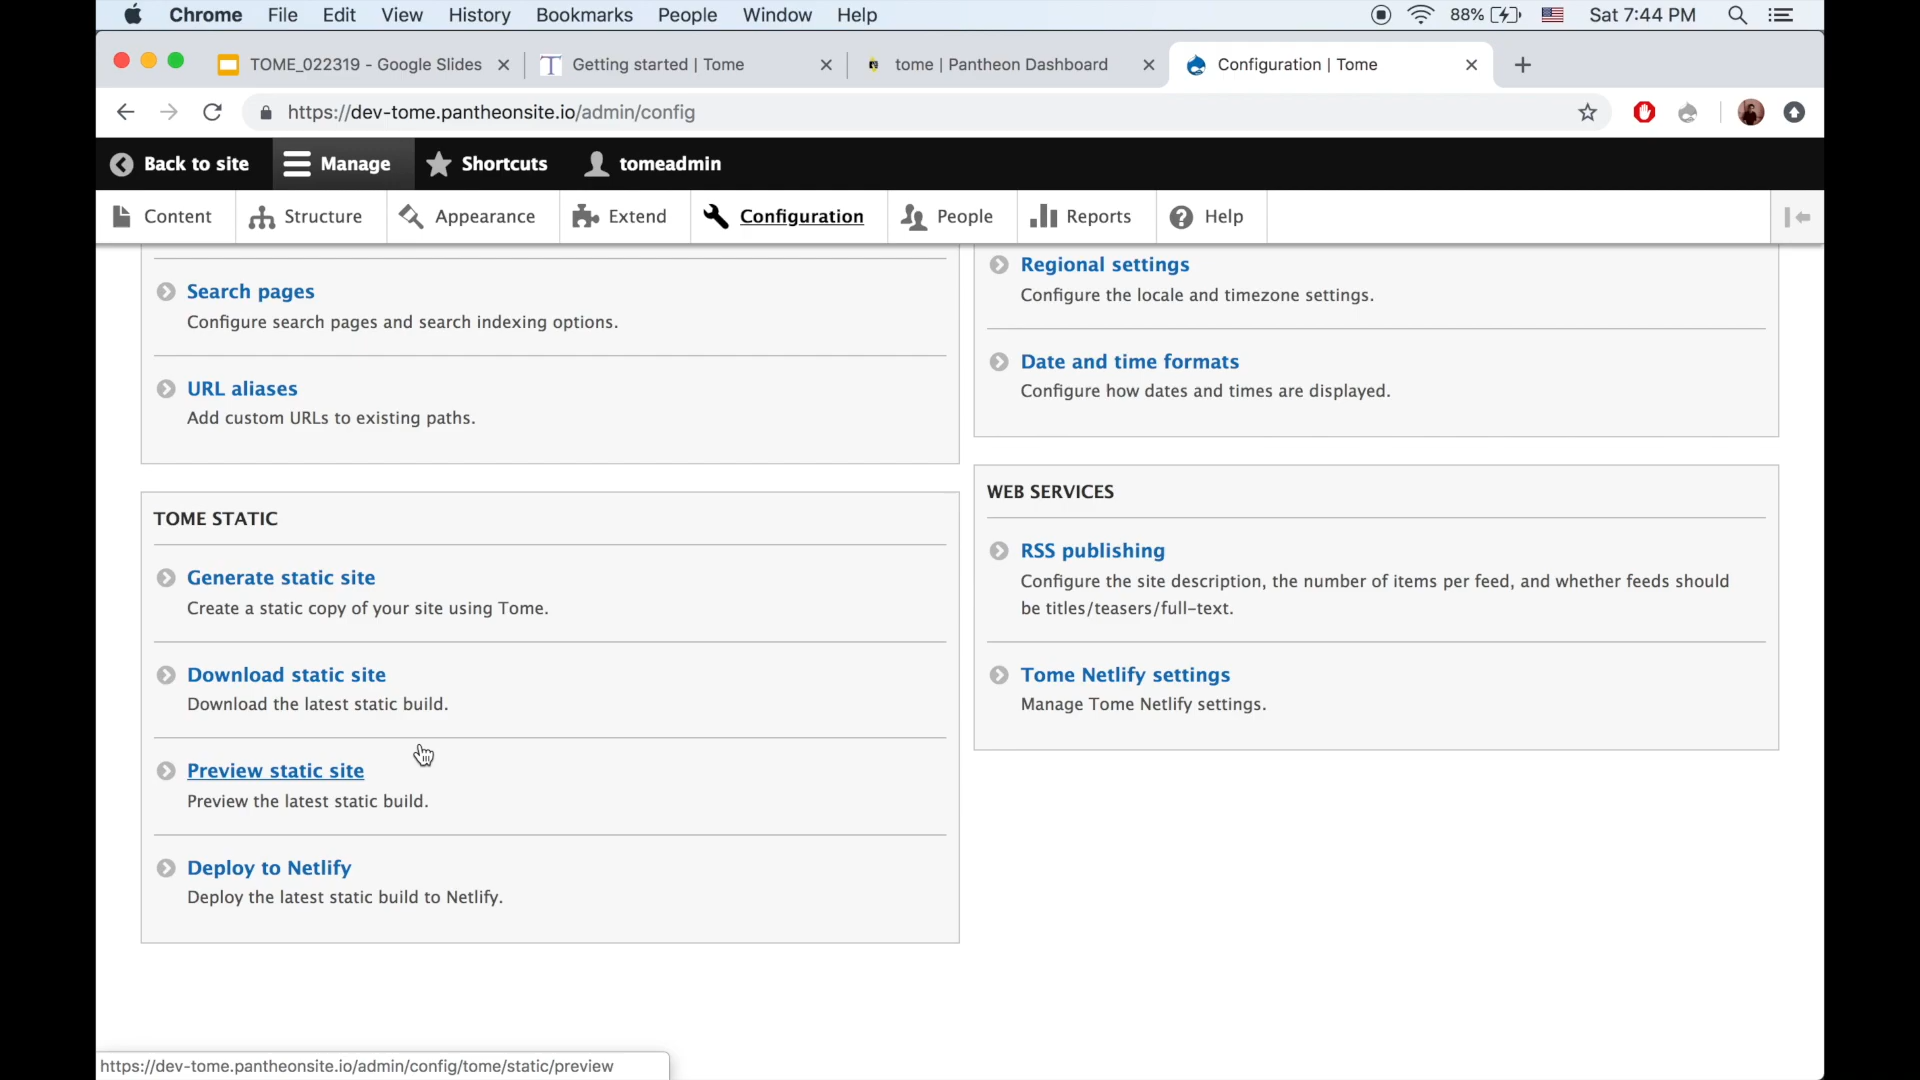 Chrome File Edit View History Bookmarks People Window Help 88% Sat 7:44 PM
TOME_022319 - Google Slides Getting started | Tome tome | Pantheon Dashboard Configuration | Tome
https://dev-tome.pantheonsite.io/admin/config
Back to site Manage Shortcuts tomeadmin
Content Structure Appearance Extend Configuration People Reports Help
Search pages
Configure search pages and search indexing options.
URL aliases
Add custom URLs to existing paths.
TOME STATIC
Generate static site
Create a static copy of your site using Tome.
Download static site
Download the latest static build.
Preview static site
Preview the latest static build.
Deploy to Netlify
Deploy the latest static build to Netlify.
Regional settings
Configure the locale and timezone settings.
Date and time formats
Configure how dates and times are displayed.
WEB SERVICES
RSS publishing
Configure the site description, the number of items per feed, and whether feeds should
be titles/teasers/full-text.
Tome Netlify settings
Manage Tome Netlify settings.
https://dev-tome.pantheonsite.io/admin/config/tome/static/preview